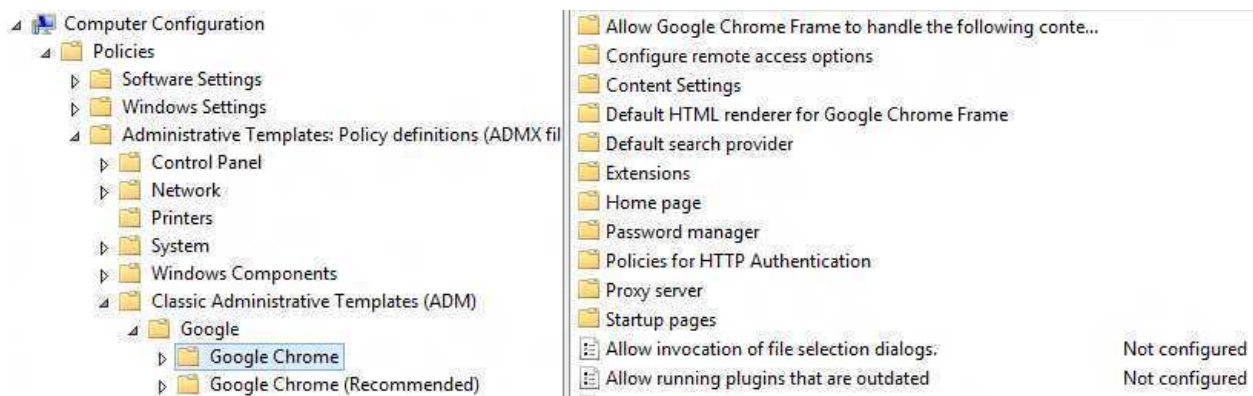 Computer Configuration
Policies
Software Settings
Windows Settings
Administrative Templates: Policy definitions (ADMX fil
Control Panel
Network
Printers
System
Windows Components
Classic Administrative Templates (ADM)
Google
Google Chrome
Google Chrome (Recommended)
Allow Google Chrome Frame to handle the following conte...
Configure remote access options
Content Settings
Default HTML renderer for Google Chrome Frame
Default search provider
Extensions
Home page
Password manager
Policies for HTTP Authentication
Proxy server
Startup pages
Allow invocation of file selection dialogs. Not configured
Allow running plugins that are outdated Not configured